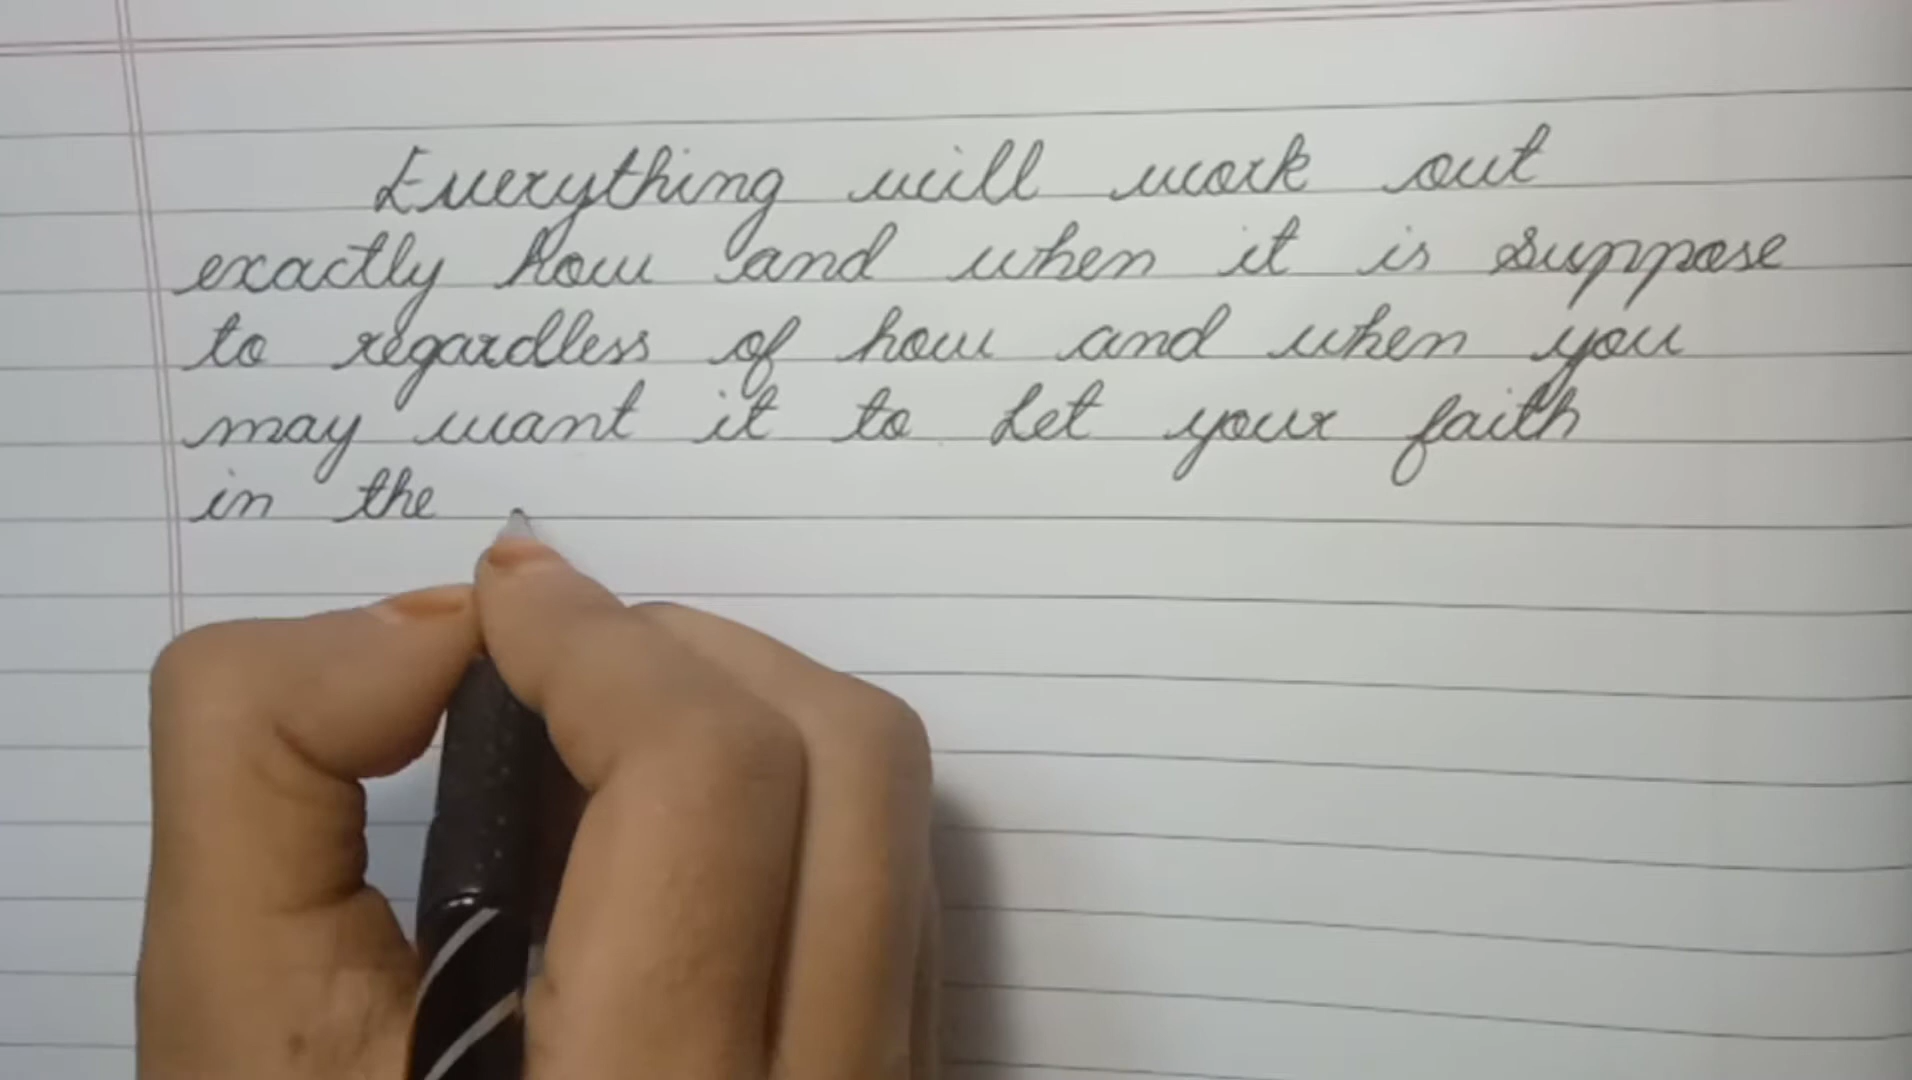 Everything will work out
exactly how and when it is suppose
to regardless of how and when you
may want it to Let your faith
in the